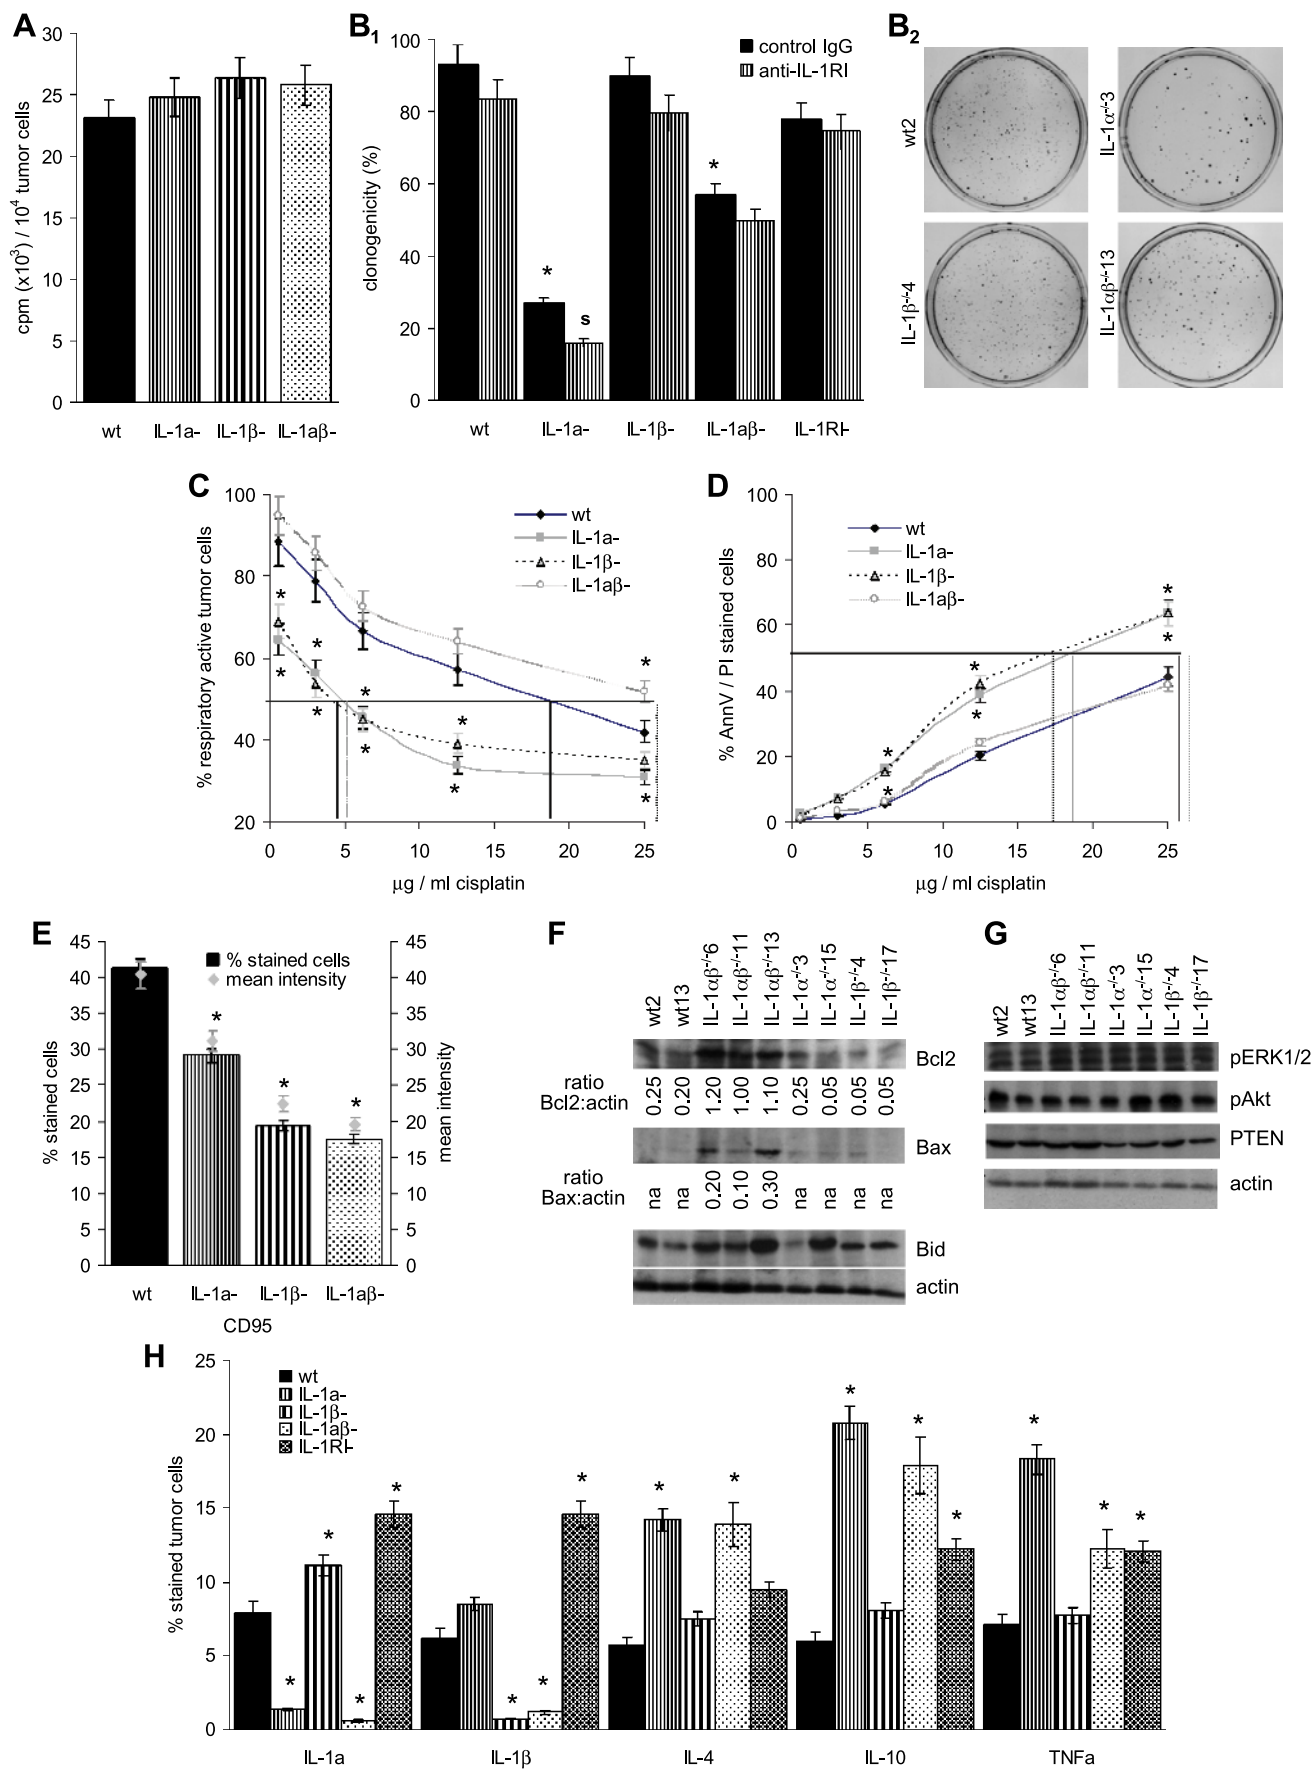 A
30
25
20
15
10
5
0
cpm (x10³) / 10⁴ tumor cells
wt IL-1a- IL-1β- IL-1aβ-
B₁
100
80
60
40
20
0
clonogenicity (%)
control IgG
anti-IL-1RI
*
s
*
wt IL-1a- IL-1β- IL-1aβ- IL-1RI-
B₂
wt2
IL-1α⁻/⁻3
IL-1β⁻/⁻4
IL-1αβ⁻/⁻13
C
100
80
60
40
20
% respiratory active tumor cells
wt
IL-1a-
IL-1β-
IL-1aβ-
* * * * *
* * * * *
0 5 10 15 20 25
μg / ml cisplatin
D
100
80
60
40
20
0
% AnnV / PI stained cells
wt
IL-1a-
IL-1β-
IL-1aβ-
* * *
* * *
0 5 10 15 20 25
μg / ml cisplatin
E
45
40
35
30
25
20
15
10
5
0
% stained cells
% stained cells
mean intensity
* * *
45
40
35
30
25
20
15
10
5
0
mean intensity
wt IL-1a- IL-1β- IL-1aβ-
CD95
F
wt2 wt13 IL-1αβ⁻/⁻6 IL-1αβ⁻/⁻11 IL-1αβ⁻/⁻13 IL-1α⁻/⁻3 IL-1α⁻/⁻15 IL-1β⁻/⁻4 IL-1β⁻/⁻17
Bcl2
ratio
Bcl2:actin
0.25 0.20 1.20 1.00 1.10 0.25 0.05 0.05 0.05
Bax
ratio
Bax:actin
na na 0.20 0.10 0.30 na na na na
Bid
actin
G
wt2 wt13 IL-1αβ⁻/⁻6 IL-1αβ⁻/⁻11 IL-1α⁻/⁻3 IL-1α⁻/⁻15 IL-1β⁻/⁻4 IL-1β⁻/⁻17
pERK1/2
pAkt
PTEN
actin
H
25
20
15
10
5
0
% stained tumor cells
wt
IL-1a-
IL-1β-
IL-1aβ-
IL-1RI-
* * * *
* * *
* *
* * *
* * *
IL-1a IL-1β IL-4 IL-10 TNFa